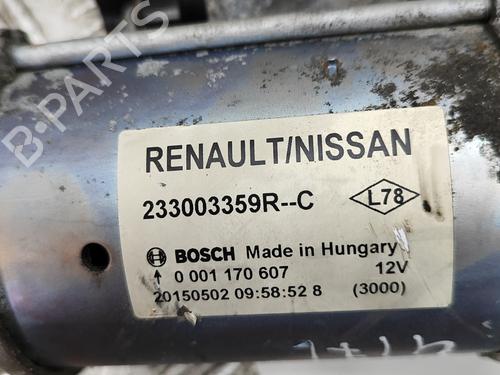 B-PARTS
RENAULT/NISSAN
233003359R--C L78
BOSCH Made in Hungary
0 001 170 607 12V
20150502 09:58:52 8 (3000)